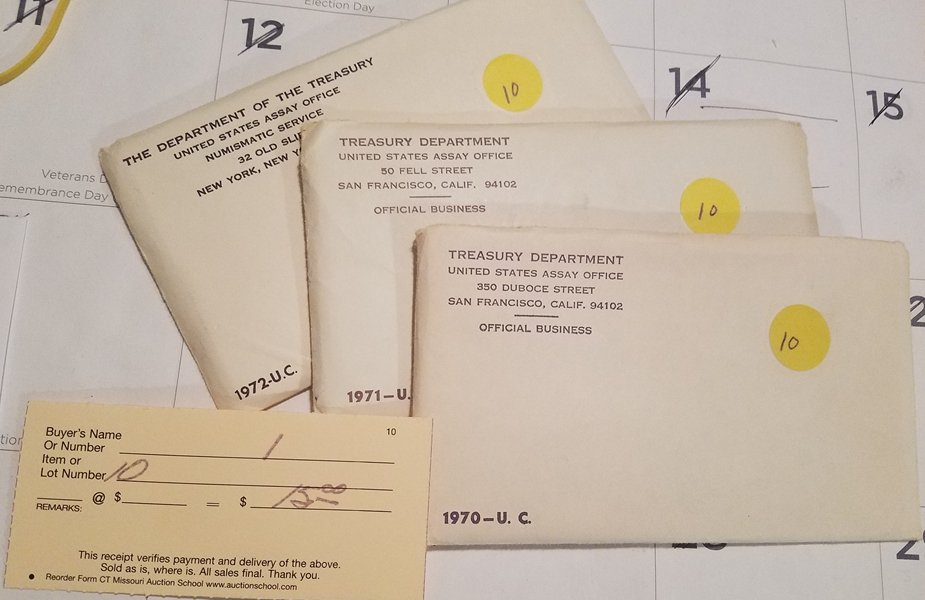 Election Day
11
12
14
15
Veterans D
emembrance Day
THE DEPARTMENT OF THE TREASURY
UNITED STATES ASSAY OFFICE
NUMISMATIC SERVICE
32 OLD SLI
NEW YORK, NEW YO
10
1972-U.C.
TREASURY DEPARTMENT
UNITED STATES ASSAY OFFICE
50 FELL STREET
SAN FRANCISCO, CALIF. 94102
OFFICIAL BUSINESS
10
1971-U.
TREASURY DEPARTMENT
UNITED STATES ASSAY OFFICE
350 DUBOCE STREET
SAN FRANCISCO, CALIF. 94102
OFFICIAL BUSINESS
10
1970-U. C.
10
Buyer's Name
Or Number 1
Item or
Lot Number 10
@ $ = $
REMARKS:
This receipt verifies payment and delivery of the above.
Sold as is, where is. All sales final. Thank you.
Reorder Form CT Missouri Auction School www.auctionschool.com